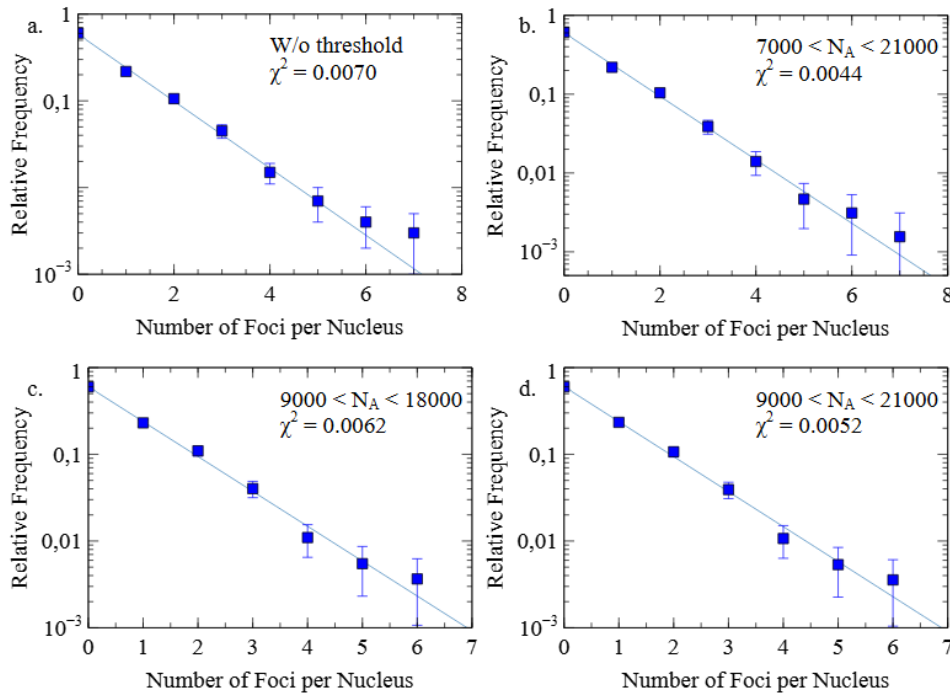 a.
W/o threshold
χ² = 0.0070
1
0,1
10⁻³
0 2 4 6 8
Relative Frequency
Number of Foci per Nucleus
b.
7000 < N_A < 21000
χ² = 0.0044
1
0,1
0,01
10⁻³
0 1 2 3 4 5 6 7 8
Relative Frequency
Number of Foci per Nucleus
c.
9000 < N_A < 18000
χ² = 0.0062
1
0,1
0,01
10⁻³
0 1 2 3 4 5 6 7
Relative Frequency
Number of Foci per Nucleus
d.
9000 < N_A < 21000
χ² = 0.0052
1
0,1
0,01
10⁻³
0 1 2 3 4 5 6 7
Relative Frequency
Number of Foci per Nucleus